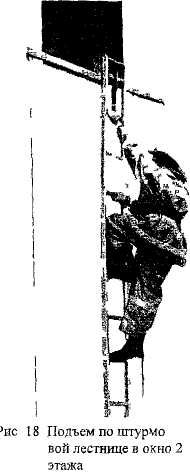 Рис 18 Подъем по штурмо
вой лестнице в окно 2
этажа